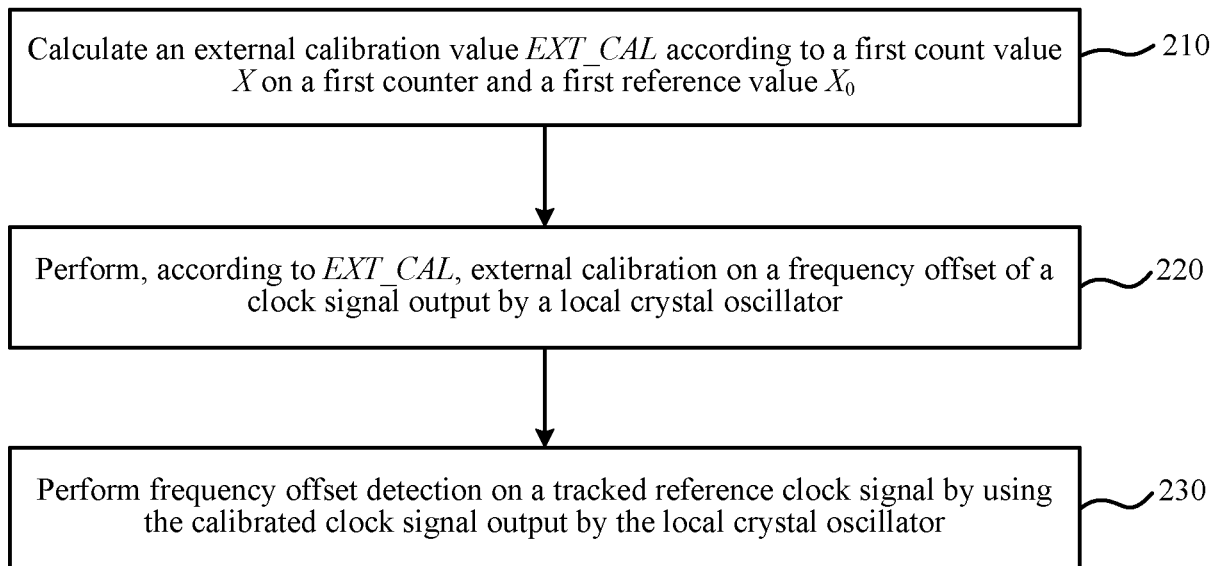 Calculate an external calibration value EXT_CAL according to a first count value
X on a first counter and a first reference value X₀
210
Perform, according to EXT_CAL, external calibration on a frequency offset of a
clock signal output by a local crystal oscillator
220
Perform frequency offset detection on a tracked reference clock signal by using
the calibrated clock signal output by the local crystal oscillator
230